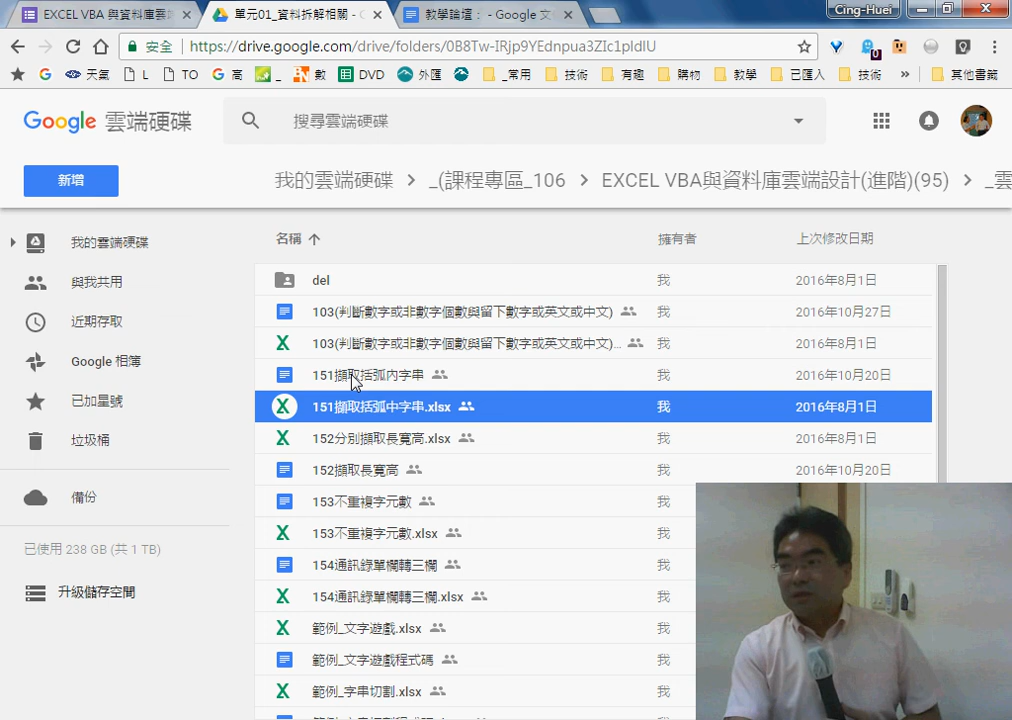 EXCEL VBA 與資料庫雲端
單元01_資料拆解相關 - G
教學論壇： - Google 文
Cing-Huei
安全
https://drive.google.com/drive/folders/0B8Tw-IRjp9YEdnpua3ZIc1pldlU
天氣
L
TO
高
_
數
DVD
外匯
_常用
技術
有趣
購物
教學
已匯入
技術
»
其他書籤
0
Google 雲端硬碟
搜尋雲端硬碟
新增
我的雲端硬碟 > _(課程專區_106 > EXCEL VBA與資料庫雲端設計(進階)(95) > _雲
我的雲端硬碟
與我共用
近期存取
Google 相簿
已加星號
垃圾桶
備份
已使用 238 GB (共 1 TB)
升級儲存空間
名稱 ↑ 擁有者 上次修改日期
del 我 2016年8月1日
103(判斷數字或非數字個數與留下數字或英文或中文) 我 2016年10月27日
103(判斷數字或非數字個數與留下數字或英文或中文)... 我 2016年8月1日
151擷取括弧內字串 我 2016年10月20日
151擷取括弧中字串.xlsx 我 2016年8月1日
152分別擷取長寬高.xlsx 我 2016年8月1日
152擷取長寬高 我 2016年10月20日
153不重複字元數 我
153不重複字元數.xlsx 我
154通訊錄單欄轉三欄 我
154通訊錄單欄轉三欄.xlsx 我
範例_文字遊戲.xlsx 我
範例_文字遊戲程式碼 我
範例_字串切割.xlsx 我